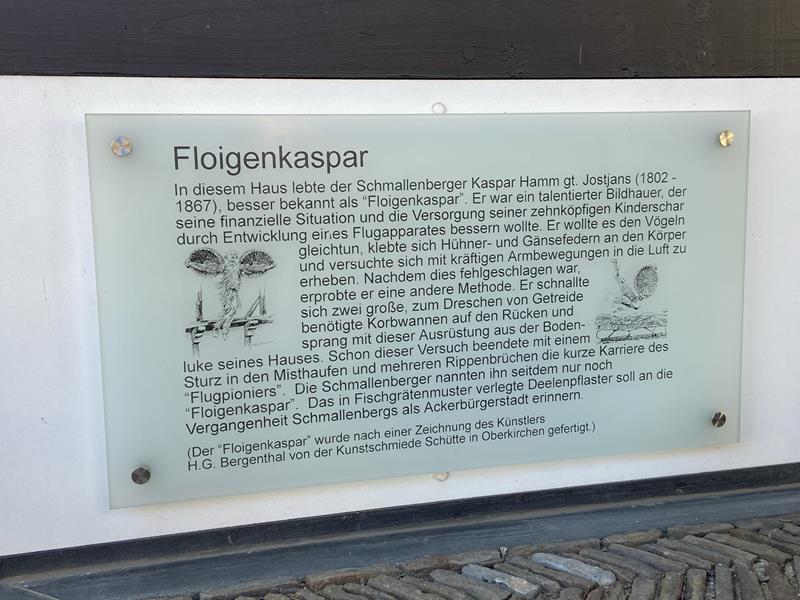 Floigenkaspar
In diesem Haus lebte der Schmallenberger Kaspar Hamm gt. Jostjans (1802 -
1867), besser bekannt als “Floigenkaspar”. Er war ein talentierter Bildhauer, der
seine finanzielle Situation und die Versorgung seiner zehnköpfigen Kinderschar
durch Entwicklung eines Flugapparates bessern wollte. Er wollte es den Vögeln
gleichtun, klebte sich Hühner- und Gänsefedern an den Körper
und versuchte sich mit kräftigen Armbewegungen in die Luft zu
erheben. Nachdem dies fehlgeschlagen war,
erprobte er eine andere Methode. Er schnallte
sich zwei große, zum Dreschen von Getreide
benötigte Korbwannen auf den Rücken und
sprang mit dieser Ausrüstung aus der Boden-
luke seines Hauses. Schon dieser Versuch beendete mit einem
Sturz in den Misthaufen und mehreren Rippenbrüchen die kurze Karriere des
“Flugpioniers”. Die Schmallenberger nannten ihn seitdem nur noch
“Floigenkaspar”. Das in Fischgrätenmuster verlegte Deelenpflaster soll an die
Vergangenheit Schmallenbergs als Ackerbürgerstadt erinnern.
(Der “Floigenkaspar” wurde nach einer Zeichnung des Künstlers
H.G. Bergenthal von der Kunstschmiede Schütte in Oberkirchen gefertigt.)